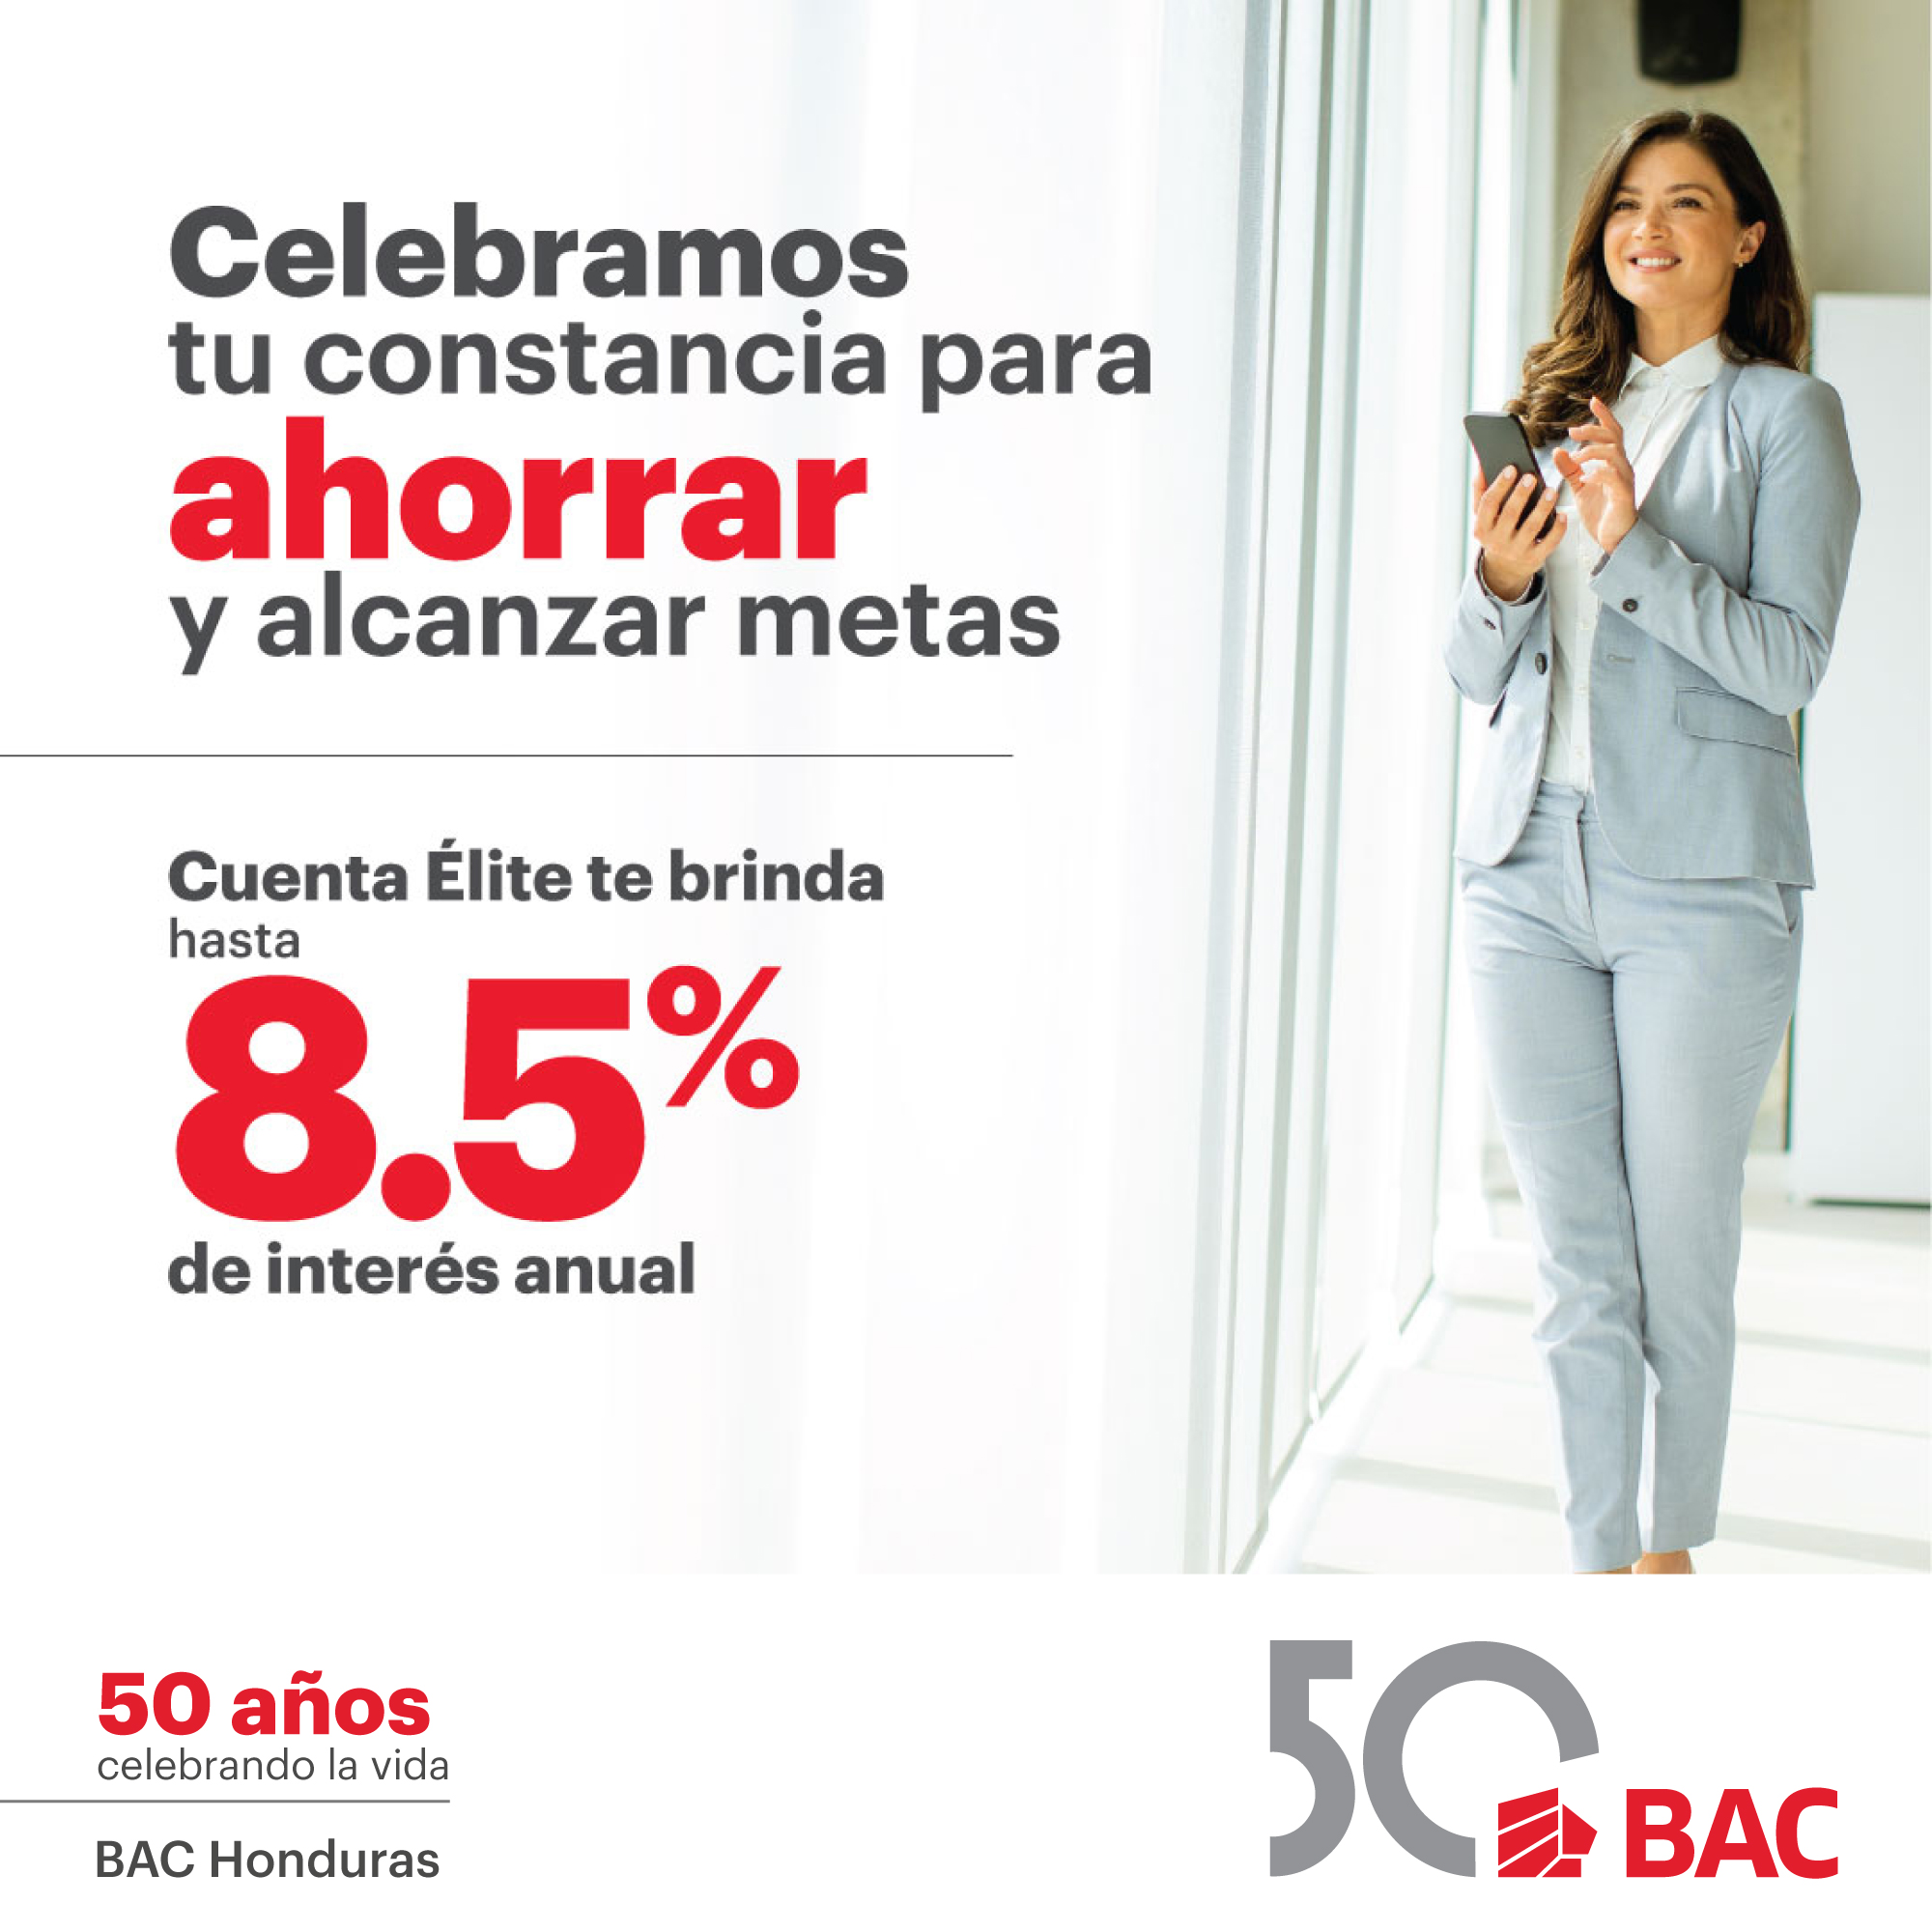 Celebramos
tu constancia para
ahorrar
y alcanzar metas
Cuenta Élite te brinda
hasta
8.5%
de interés anual
50 años
celebrando la vida
BAC Honduras
50
BAC